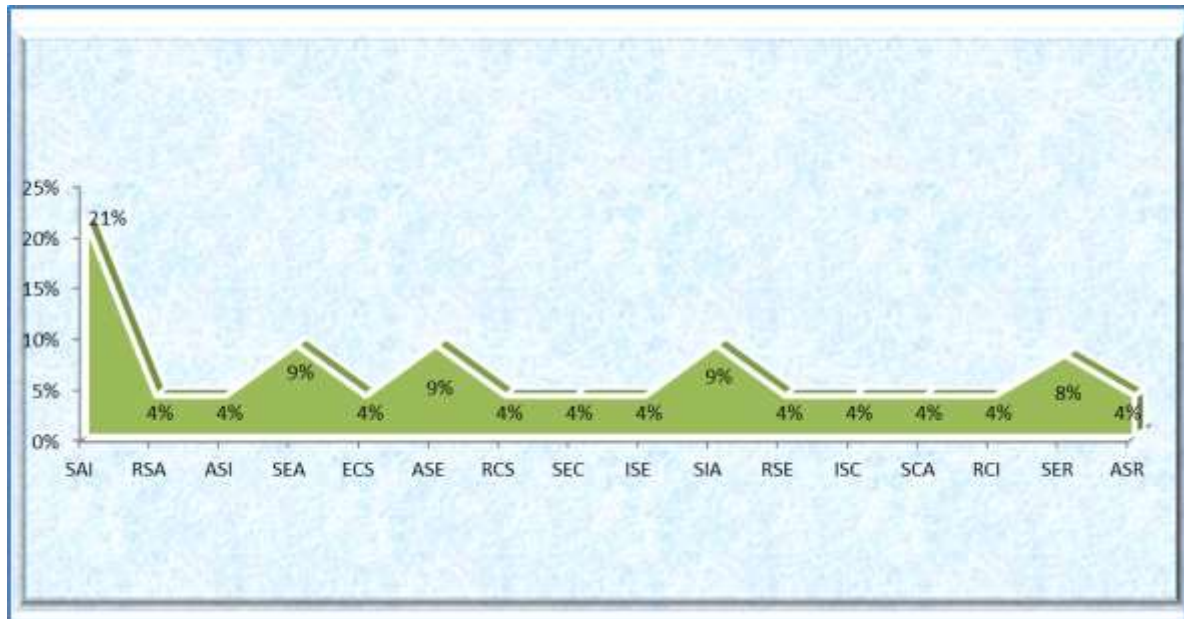 25%
21%
20%
15%
10%
9% 9% 9% 8%
5%
4% 4% 4% 4% 4% 4% 4% 4% 4% 4% 4%
0%
SAI RSA ASI SEA ECS ASE RCS SEC ISE SIA RSE ISC SCA RCI SER ASR